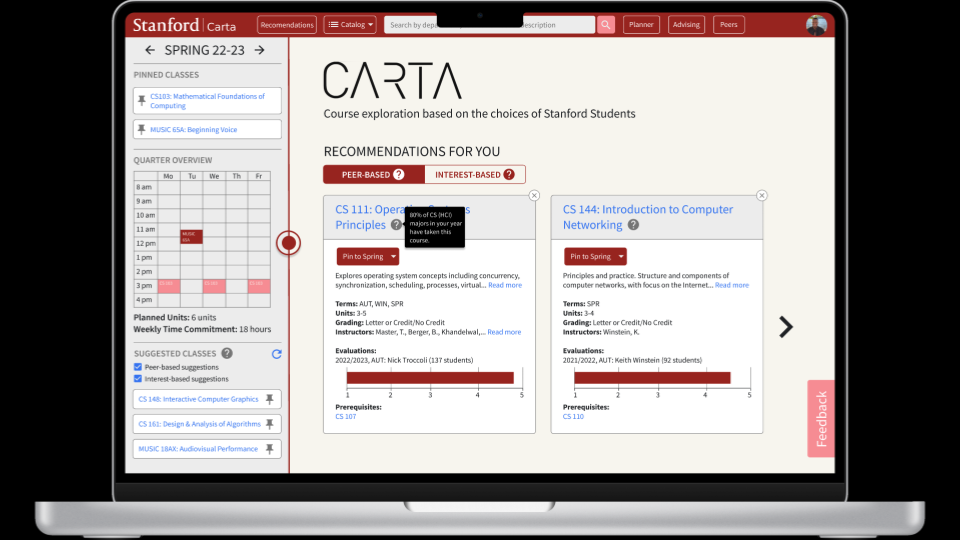 Stanford | Carta
Recomendations
Catalog
Search by dep
escription
Planner
Advising
Peers
SPRING 22-23
PINNED CLASSES
CS103: Mathematical Foundations of
Computing
MUSIC 65A: Beginning Voice
QUARTER OVERVIEW
Mo Tu We Th Fr
8 am
9 am
10 am
11 am
12 pm
1 pm
2 pm
3 pm
4 pm
MUSIC
65A
Planned Units: 6 units
Weekly Time Commitment: 18 hours
SUGGESTED CLASSES ?
Peer-based suggestions
Interest-based suggestions
CS 148: Interactive Computer Graphics
CS 161: Design & Analysis of Algorithms
MUSIC 18AX: Audiovisual Performance
CARTA
Course exploration based on the choices of Stanford Students
RECOMMENDATIONS FOR YOU
PEER-BASED ?
INTEREST-BASED ?
CS 111: Operating Systems
Principles ?
80% of CS (HCI)
majors in your year
have taken this
course.
Pin to Spring
Explores operating system concepts including concurrency,
synchronization, scheduling, processes, virtual... Read more
Terms: AUT, WIN, SPR
Units: 3-5
Grading: Letter or Credit/No Credit
Instructors: Master, T., Berger, B., Khandelwal,... Read more
Evaluations:
2022/2023, AUT: Nick Troccoli (137 students)
1 2 3 4 5
Prerequisites:
CS 107
CS 144: Introduction to Computer
Networking ?
Pin to Spring
Principles and practice. Structure and components of
computer networks, with focus on the Internet... Read more
Terms: SPR
Units: 3-4
Grading: Letter or Credit/No Credit
Instructors: Winstein, K.
Evaluations:
2021/2022, AUT: Keith Winstein (92 students)
1 2 3 4 5
Prerequisites:
CS 110
Feedback